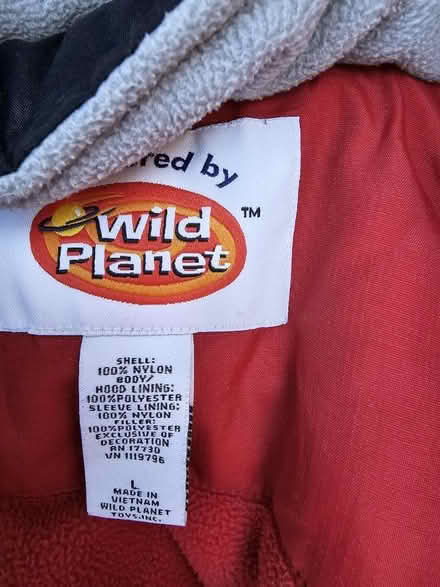 by
Wild
Planet
TM
SHELL:
100% NYLON
BODY/
HOOD LINING:
100%POLYESTER
SLEEVE LINING:
100% NYLON
FILLER:
100%POLYESTER
EXCLUSIVE OF
DECORATION
RN 17730
VN 1119796
L
MADE IN
VIETNAM
WILD PLANET
TOYS,INC.